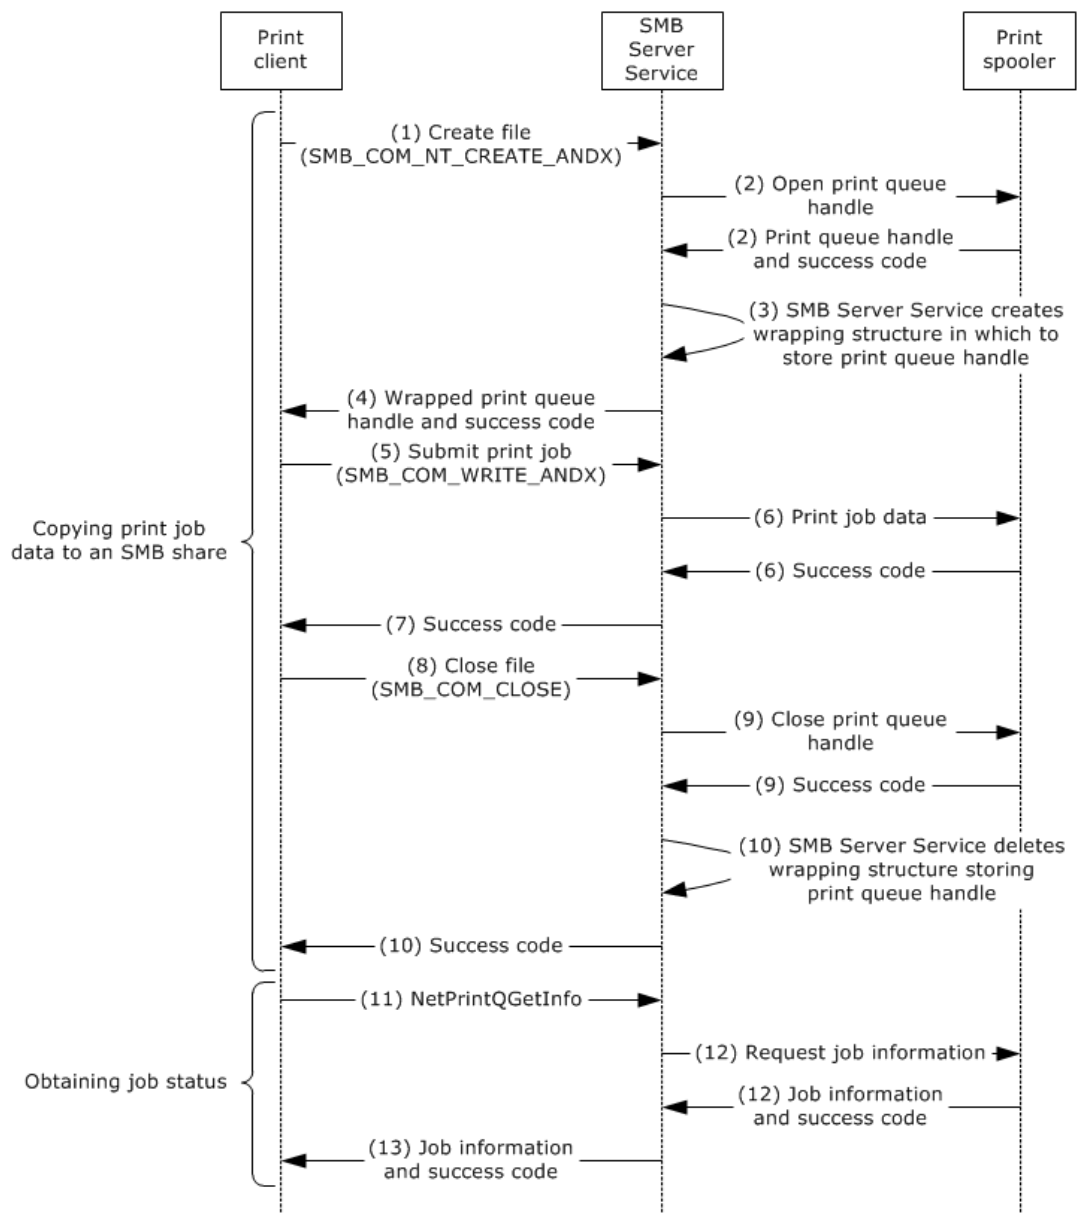 Print
client
SMB
Server
Service
Print
spooler
(1) Create file
(SMB_COM_NT_CREATE_ANDX)
(2) Open print queue
handle
(2) Print queue handle
and success code
(3) SMB Server Service creates
wrapping structure in which to
store print queue handle
(4) Wrapped print queue
handle and success code
(5) Submit print job
(SMB_COM_WRITE_ANDX)
Copying print job
data to an SMB share
(6) Print job data
(6) Success code
(7) Success code
(8) Close file
(SMB_COM_CLOSE)
(9) Close print queue
handle
(9) Success code
(10) SMB Server Service deletes
wrapping structure storing
print queue handle
(10) Success code
(11) NetPrintQGetInfo
(12) Request job information
Obtaining job status
(12) Job information
and success code
(13) Job information
and success code